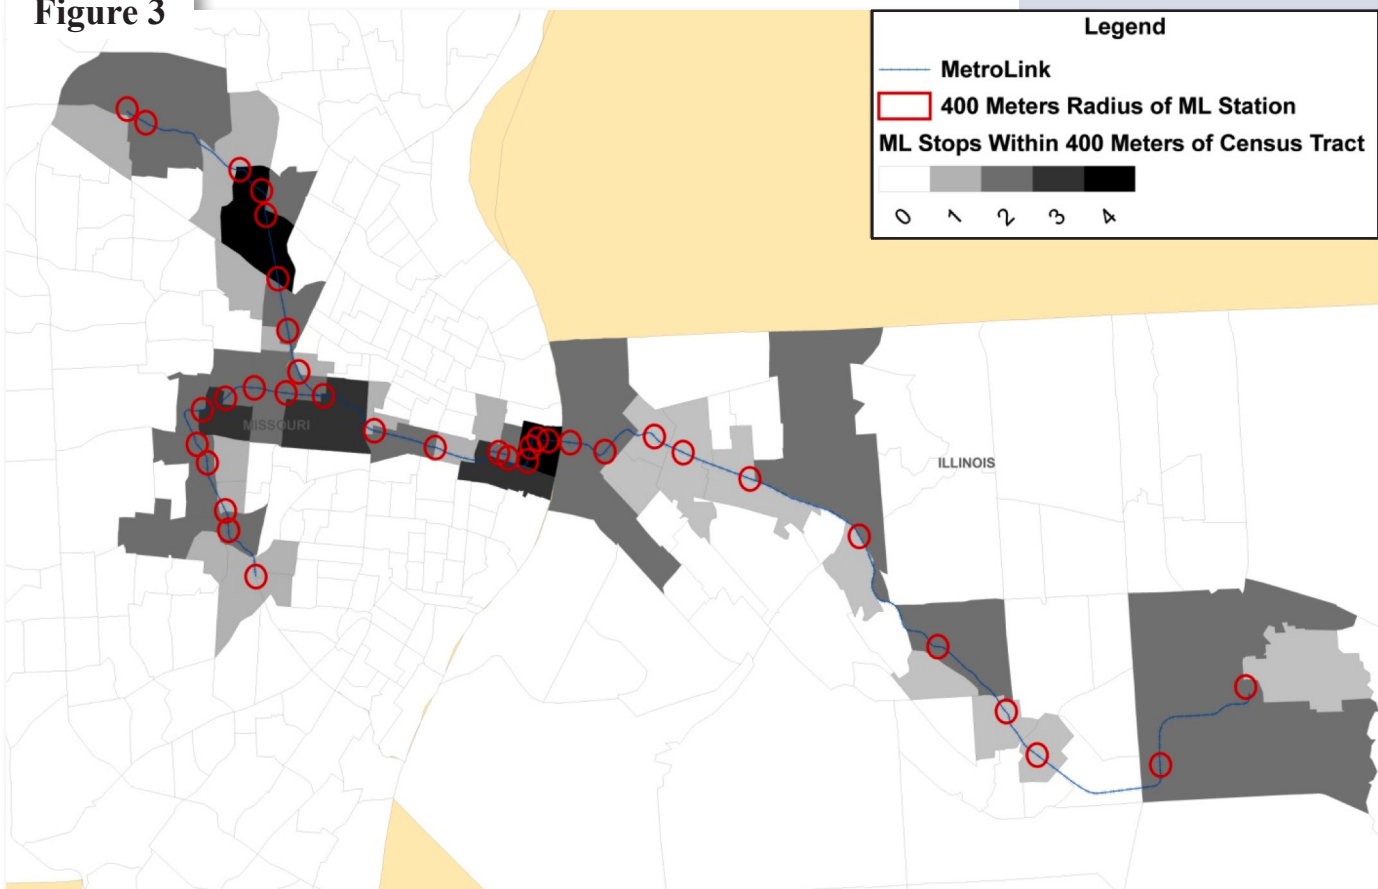 Figure 3
Legend
MetroLink
400 Meters Radius of ML Station
ML Stops Within 400 Meters of Census Tract
0 1 2 3 4
MISSOURI
ILLINOIS